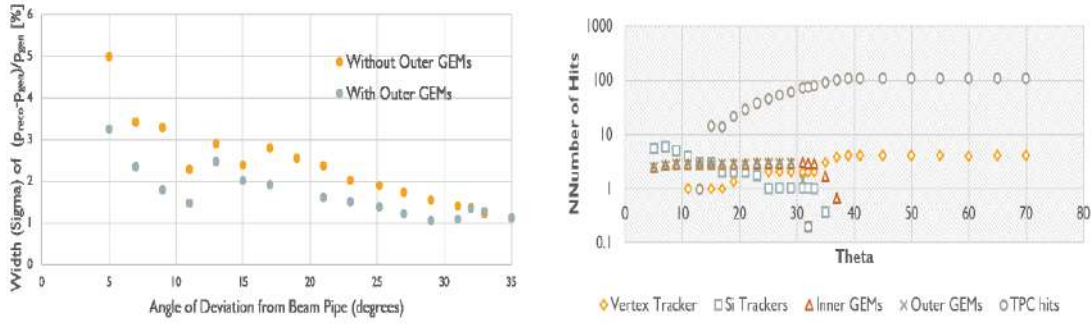 Width (Sigma) of (preco-pgen)/pgen [%]
6
5
4
3
2
1
0
Without Outer GEMs
With Outer GEMs
0 5 10 15 20 25 30 35
Angle of Deviation from Beam Pipe (degrees)
NNumber of Hits
1000
100
10
1
0.1
0 10 20 30 40 50 60 70 80
Theta
Vertex Tracker Si Trackers Inner GEMs Outer GEMs TPC hits